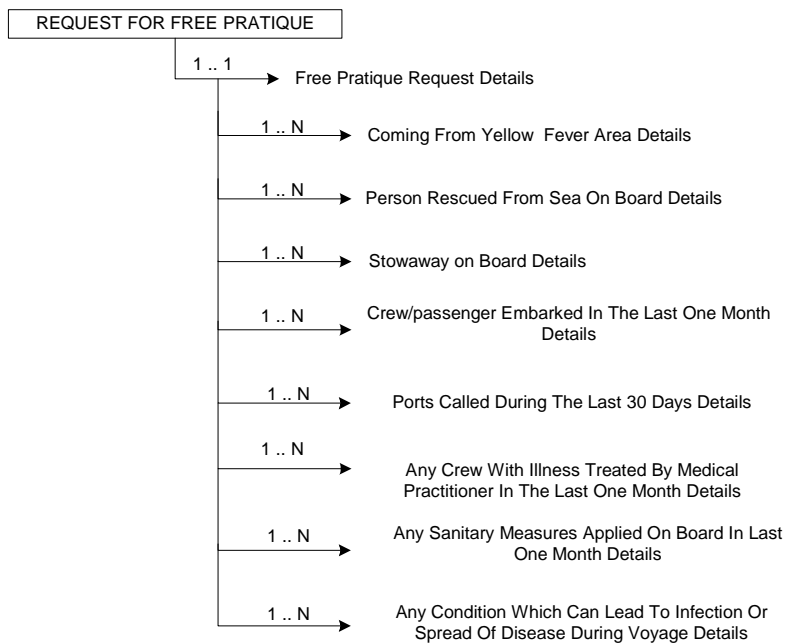 REQUEST FOR FREE PRATIQUE
1 .. 1
Free Pratique Request Details
1 .. N
Coming From Yellow  Fever Area Details
1 .. N
Person Rescued From Sea On Board Details
1 .. N
Stowaway on Board Details
1 .. N
Crew/passenger Embarked In The Last One Month
Details
1 .. N
Ports Called During The Last 30 Days Details
1 .. N
Any Crew With Illness Treated By Medical
Practitioner In The Last One Month Details
1 .. N
Any Sanitary Measures Applied On Board In Last
One Month Details
1 .. N
Any Condition Which Can Lead To Infection Or
Spread Of Disease During Voyage Details